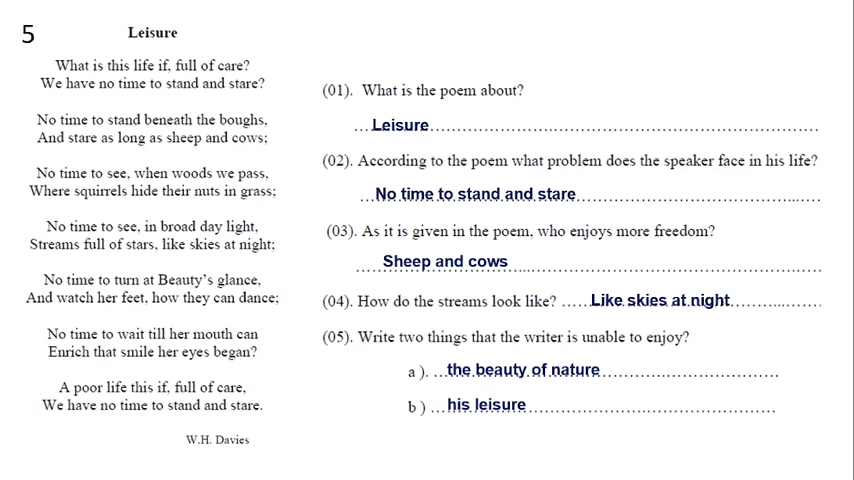 5
Leisure
What is this life if, full of care?
We have no time to stand and stare?
No time to stand beneath the boughs,
And stare as long as sheep and cows;
No time to see, when woods we pass,
Where squirrels hide their nuts in grass;
No time to see, in broad day light,
Streams full of stars, like skies at night;
No time to turn at Beauty's glance,
And watch her feet, how they can dance;
No time to wait till her mouth can
Enrich that smile her eyes began?
A poor life this if, full of care,
We have no time to stand and stare.
W.H. Davies
(01). What is the poem about?
Leisure
(02). According to the poem what problem does the speaker face in his life?
No time to stand and stare
(03). As it is given in the poem, who enjoys more freedom?
Sheep and cows
(04). How do the streams look like? ......Like skies at night
(05). Write two things that the writer is unable to enjoy?
a ). ...the beauty of nature
b ) ...his leisure